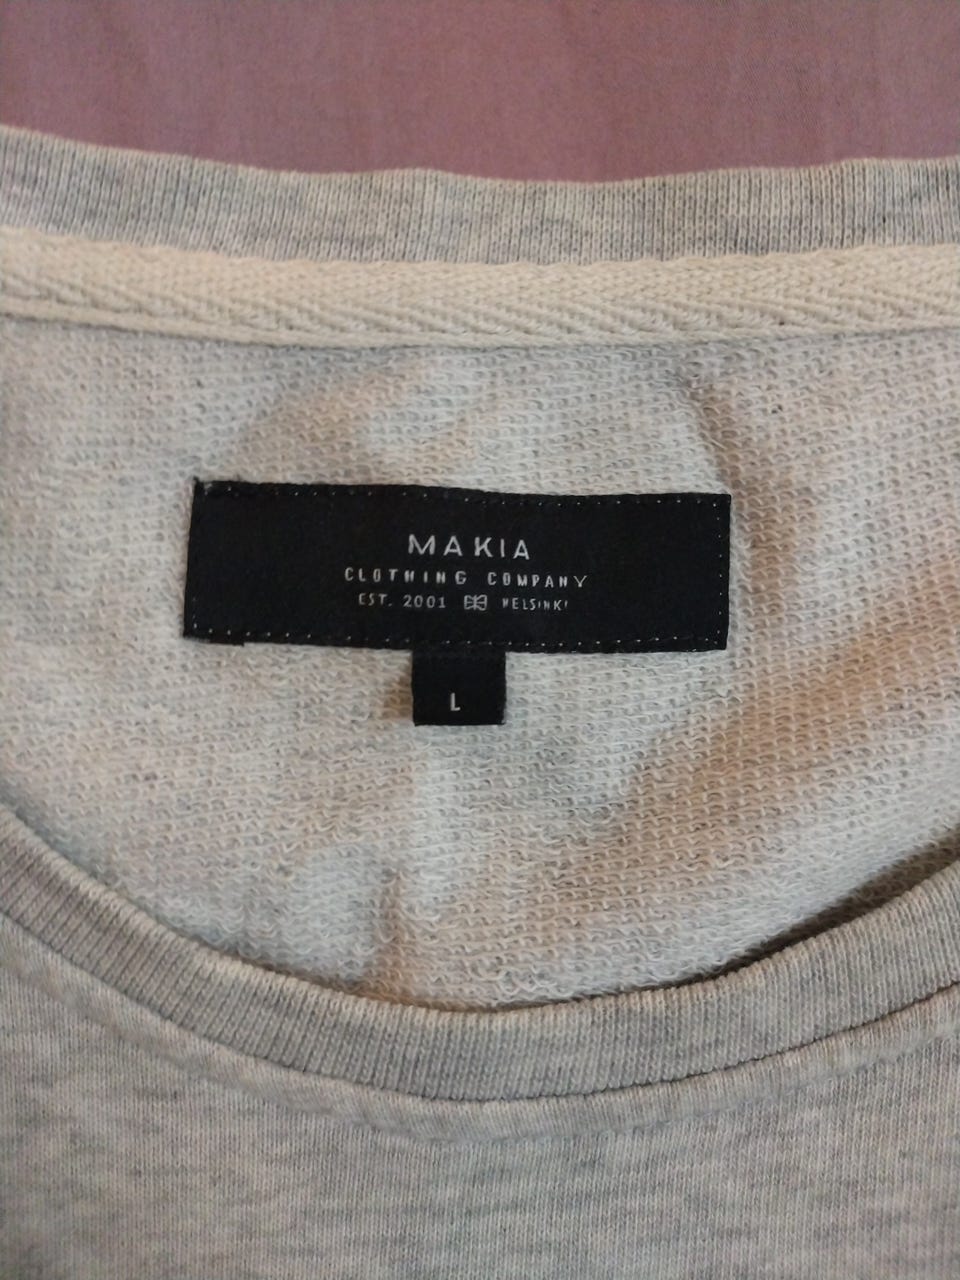 MAKIA
CLOTHING COMPANY
EST. 2001 HELSINKI
L